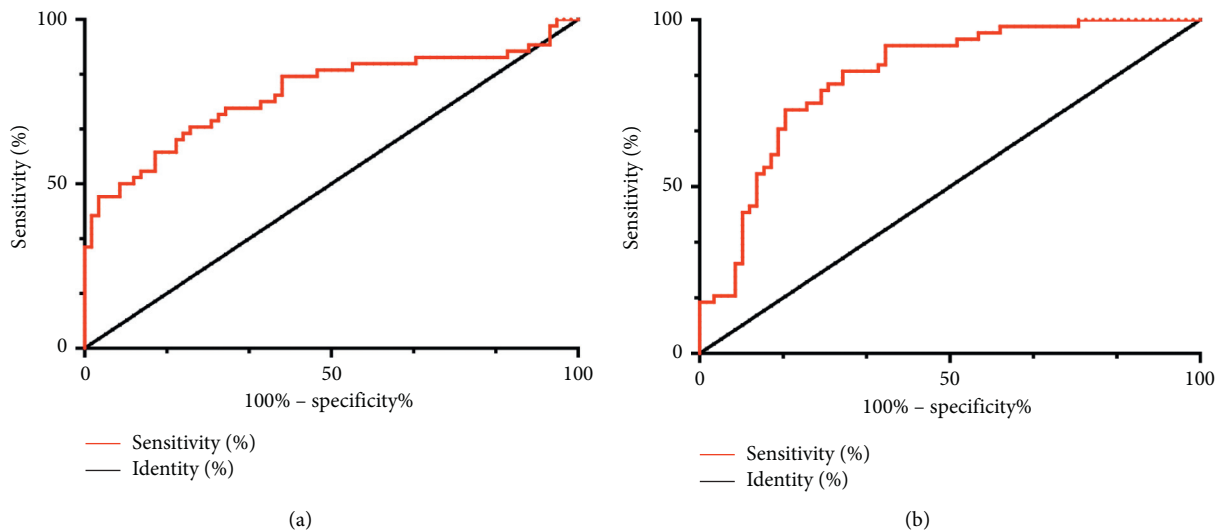 100
50
0
Sensitivity (%)
0
50
100
100% – specificity%
Sensitivity (%)
Identity (%)
(a)
100
50
0
Sensitivity (%)
0
50
100
100% – specificity%
Sensitivity (%)
Identity (%)
(b)